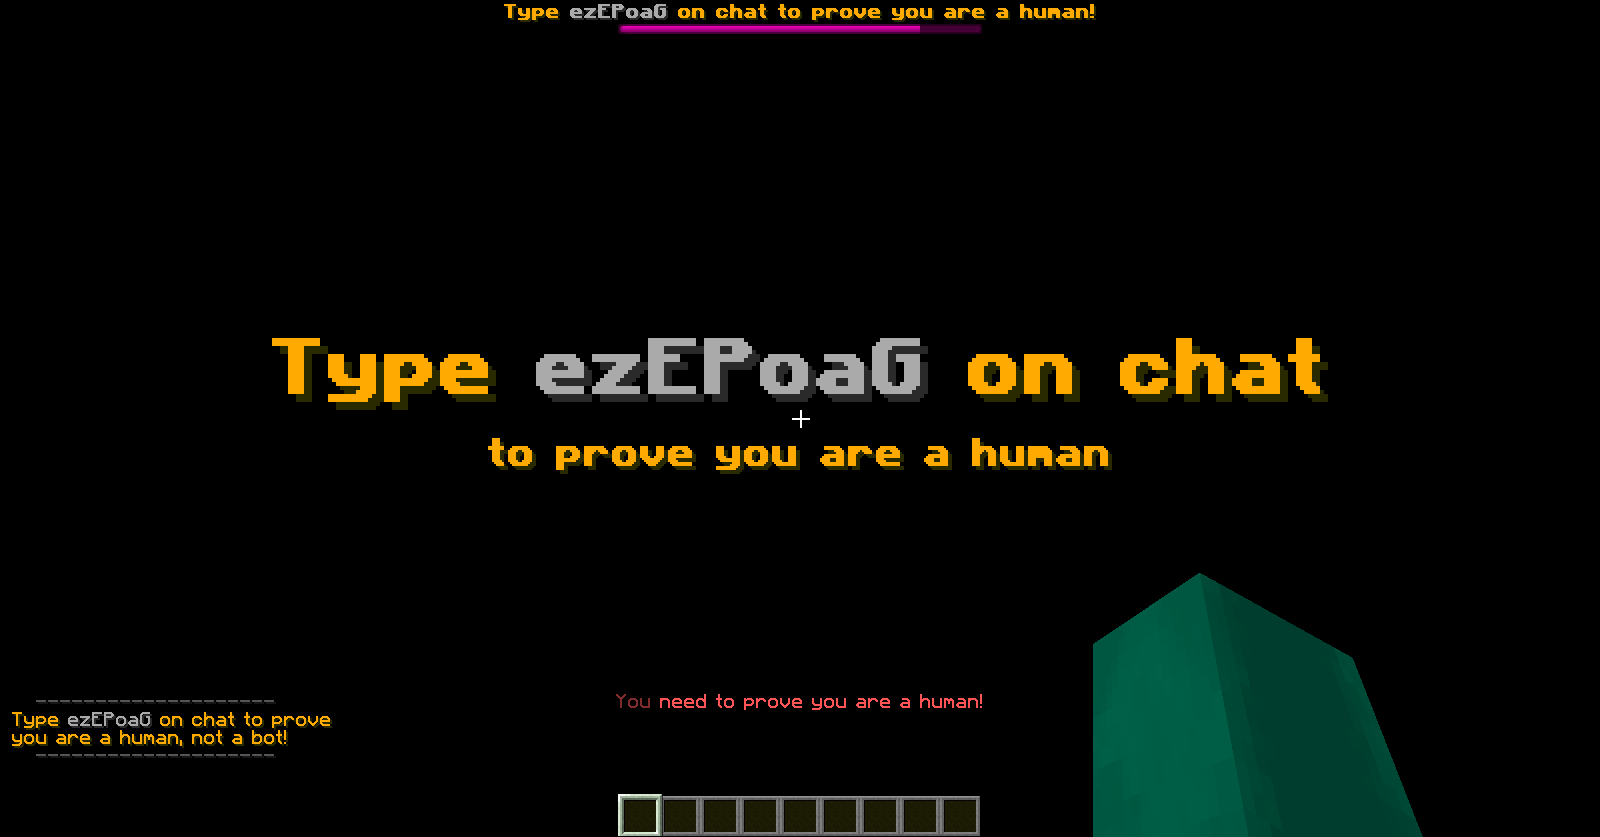 Type ezEPoaG on chat to prove you are a human!
Type ezEPoaG on chat
to prove you are a human
You need to prove you are a human!
Type ezEPoaG on chat to prove
you are a human, not a bot!